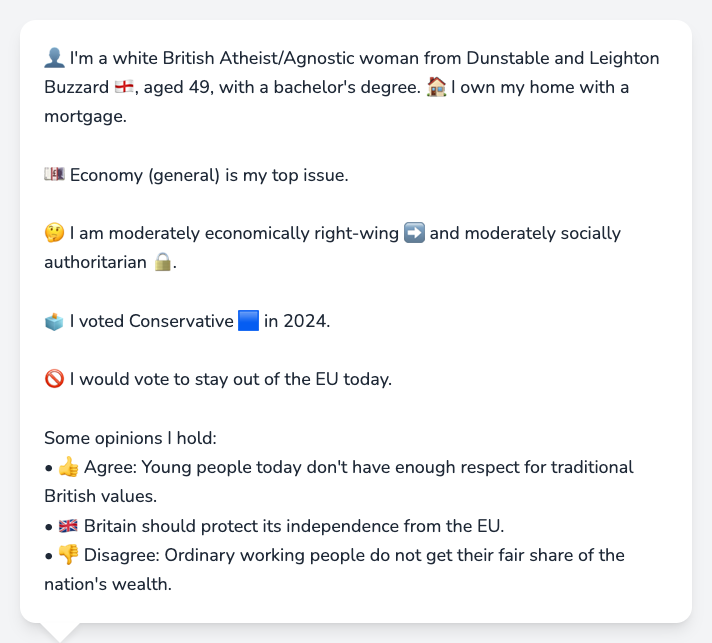 👤 I'm a white British Atheist/Agnostic woman from Dunstable and Leighton
Buzzard 🏴󠁧󠁢󠁥󠁮󠁧󠁿, aged 49, with a bachelor's degree. 🏠 I own my home with a
mortgage.
💷 Economy (general) is my top issue.
🤔 I am moderately economically right-wing ➡️ and moderately socially
authoritarian 🔒.
🗳️ I voted Conservative 🟦 in 2024.
🚫 I would vote to stay out of the EU today.
Some opinions I hold:
• 👍 Agree: Young people today don't have enough respect for traditional
British values.
• 🇬🇧 Britain should protect its independence from the EU.
• 👎 Disagree: Ordinary working people do not get their fair share of the
nation's wealth.